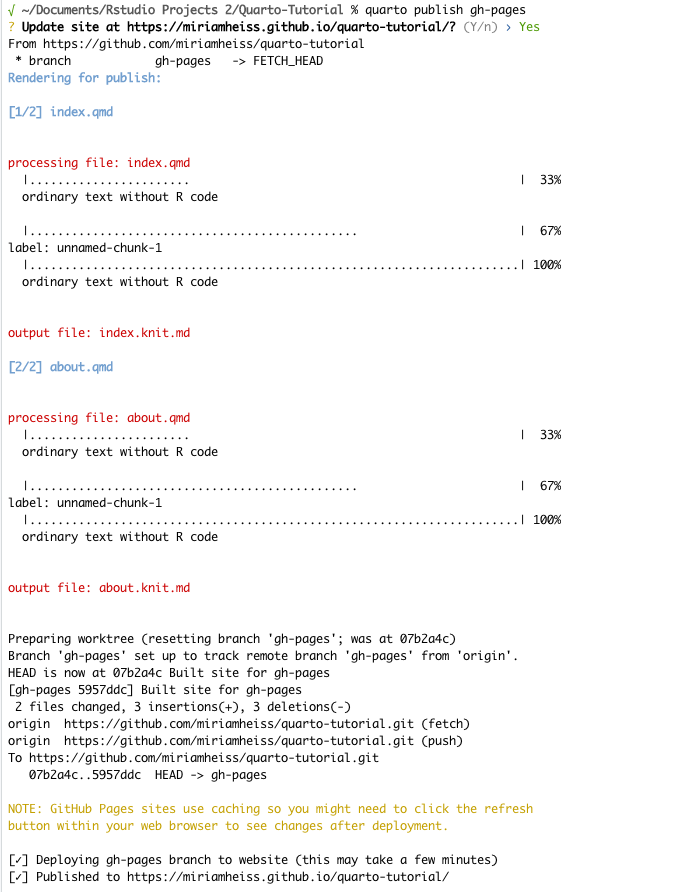 √ ~/Documents/Rstudio Projects 2/Quarto-Tutorial % quarto publish gh-pages
? Update site at https://miriamheiss.github.io/quarto-tutorial/? (Y/n) › Yes
From https://github.com/miriamheiss/quarto-tutorial
 * branch            gh-pages   -> FETCH_HEAD
Rendering for publish:

[1/2] index.qmd

processing file: index.qmd
  |.......................                                               |  33%
  ordinary text without R code

  |...............................................                       |  67%
label: unnamed-chunk-1
  |......................................................................| 100%
  ordinary text without R code

output file: index.knit.md

[2/2] about.qmd

processing file: about.qmd
  |.......................                                               |  33%
  ordinary text without R code

  |...............................................                       |  67%
label: unnamed-chunk-1
  |......................................................................| 100%
  ordinary text without R code

output file: about.knit.md

Preparing worktree (resetting branch 'gh-pages'; was at 07b2a4c)
Branch 'gh-pages' set up to track remote branch 'gh-pages' from 'origin'.
HEAD is now at 07b2a4c Built site for gh-pages
[gh-pages 5957ddc] Built site for gh-pages
 2 files changed, 3 insertions(+), 3 deletions(-)
origin  https://github.com/miriamheiss/quarto-tutorial.git (fetch)
origin  https://github.com/miriamheiss/quarto-tutorial.git (push)
To https://github.com/miriamheiss/quarto-tutorial.git
   07b2a4c..5957ddc  HEAD -> gh-pages

NOTE: GitHub Pages sites use caching so you might need to click the refresh
button within your web browser to see changes after deployment.

[✓] Deploying gh-pages branch to website (this may take a few minutes)
[✓] Published to https://miriamheiss.github.io/quarto-tutorial/